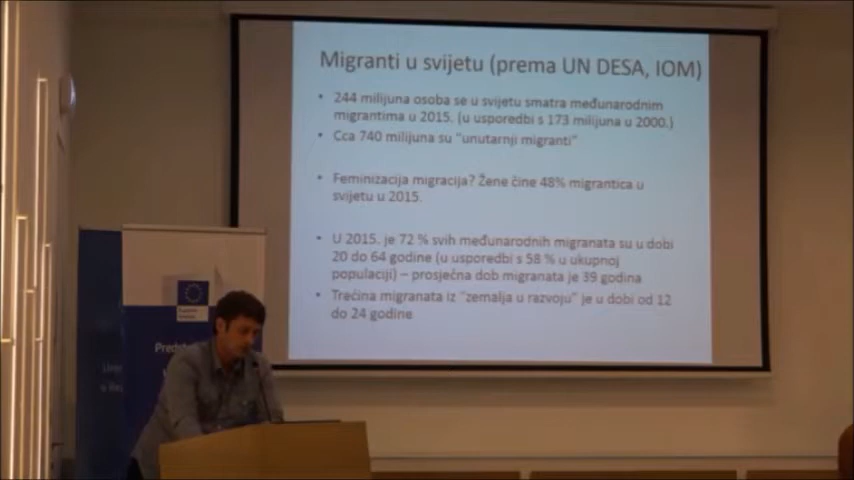 Migranti u svijetu (prema UN DESA, IOM)
• 244 milijuna osoba se u svijetu smatra međunarodnim
migrantima u 2015. (u usporedbi s 173 milijuna u 2000.)
• Cca 740 milijuna su "unutarnji migranti"
• Feminizacija migracija? Žene čine 48% migrantica u
svijetu u 2015.
• U 2015. je 72 % svih međunarodnih migranata su u dobi
20 do 64 godine (u usporedbi s 58 % u ukupnoj
populaciji) – prosječna dob migranata je 39 godina
• Trećina migranata iz "zemalja u razvoju" je u dobi od 12
do 24 godine